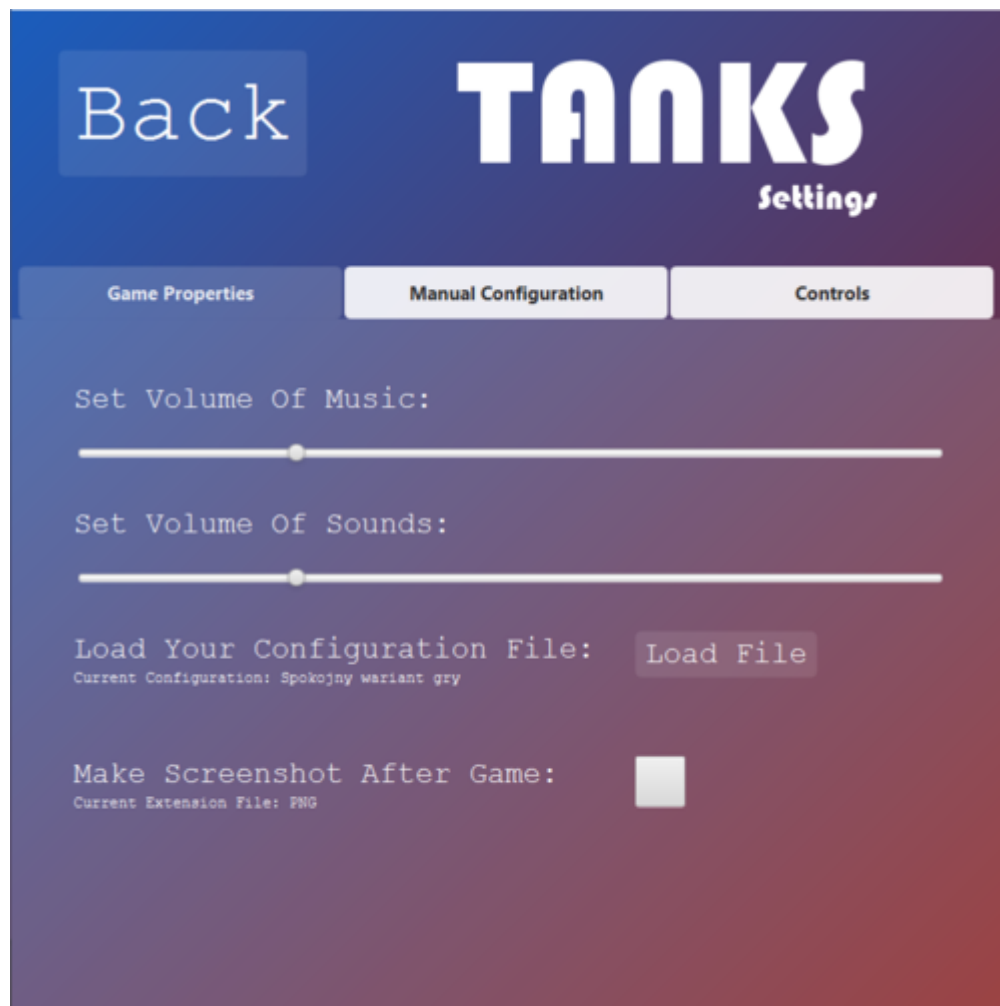 Back
TANKS
Settings
Game Properties
Manual Configuration
Controls
Set Volume Of Music:
Set Volume Of Sounds:
Load Your Configuration File:
Load File
Current Configuration: Spokojny wariant gry
Make Screenshot After Game:
Current Extension File: PNG